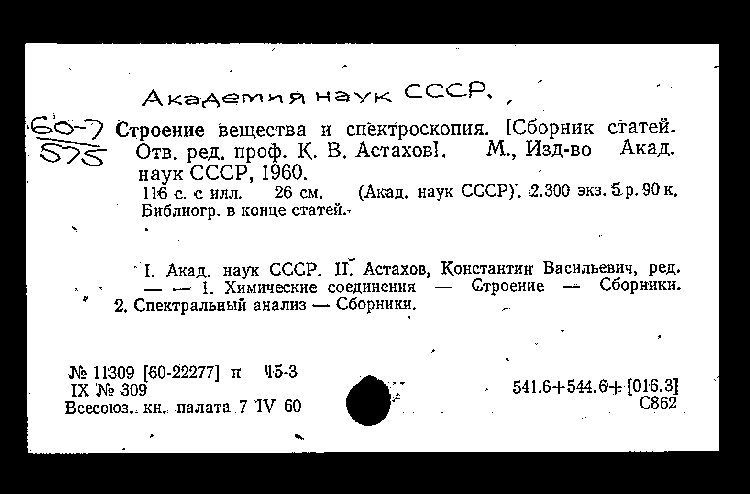 Академия наук СССР.
60-7
575
Строение вещества и спектроскопия. [Сборник статей.
Отв. ред. проф. К. В. Астахов]. М., Изд-во Акад.
наук СССР, 1960.
116 с. с илл. 26 см. (Акад. наук СССР). 2.300 экз. 5 р. 90 к.
Библиогр. в конце статей.
I. Акад. наук СССР. II. Астахов, Константин Васильевич, ред.
— — 1. Химические соединения — Строение — Сборники.
2. Спектральный анализ — Сборники.
№ 11309 [60-22277] п 45-3
IX № 309
Всесоюз. кн. палата 7 IV 60
541.6+544.6+[016.3]
С862